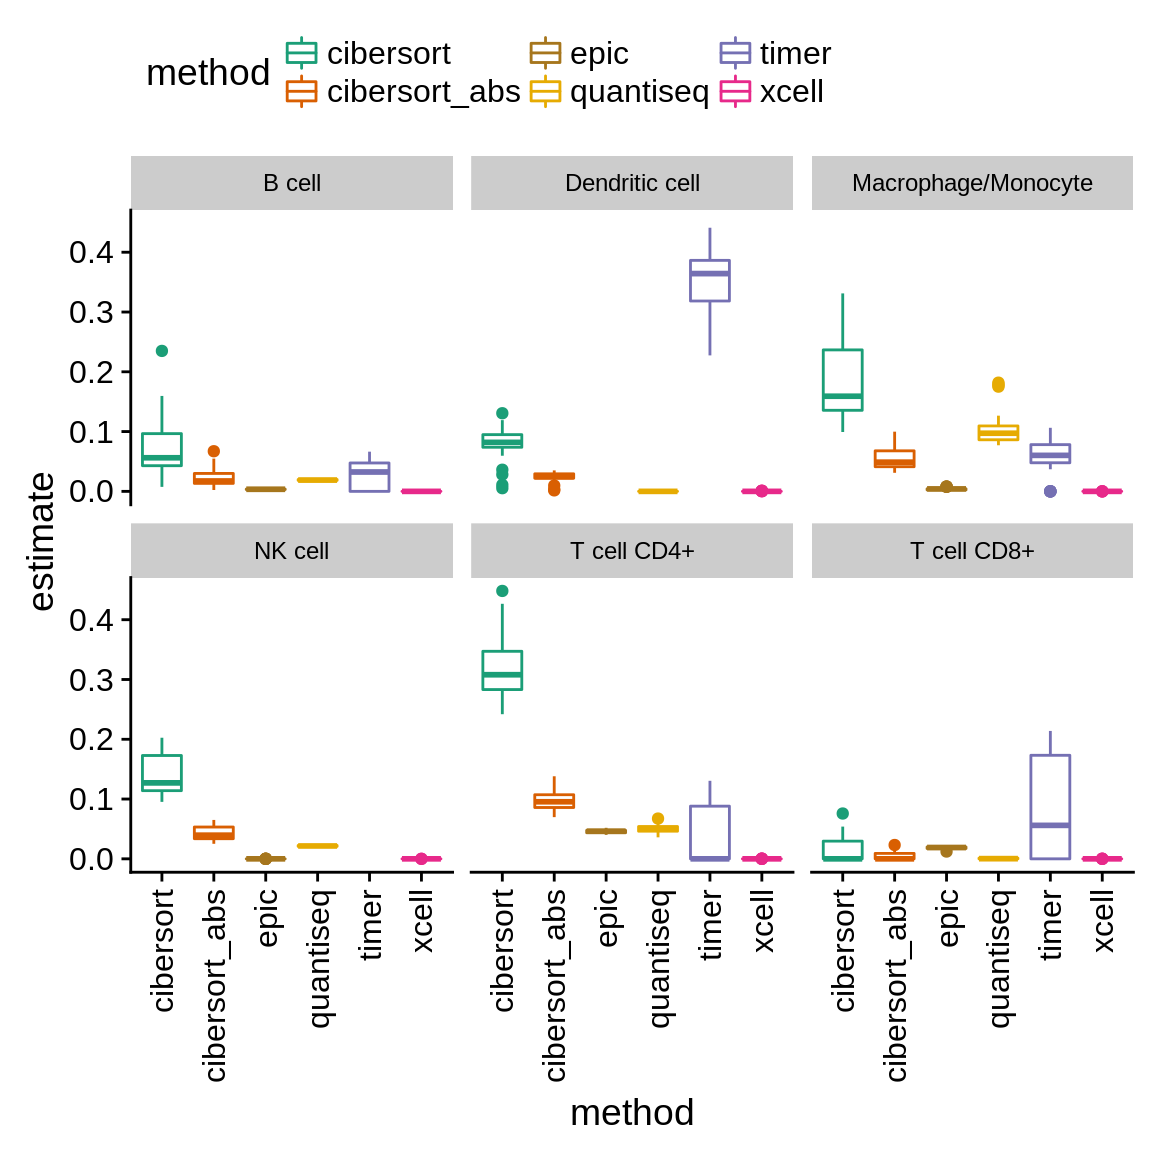 method
cibersort epic timer
cibersort_abs quantiseq xcell
B cell Dendritic cell Macrophage/Monocyte
0.4
0.3
0.2
0.1
0.0
estimate
NK cell T cell CD4+ T cell CD8+
0.4
0.3
0.2
0.1
0.0
cibersort cibersort_abs epic quantiseq timer xcell cibersort cibersort_abs epic quantiseq timer xcell cibersort cibersort_abs epic quantiseq timer xcell
method